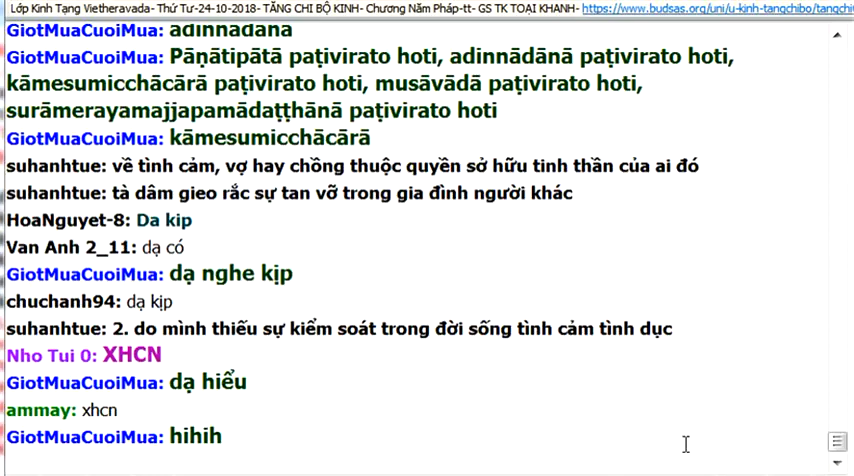 Lớp Kinh Tạng Vietheravada- Thứ Tư-24-10-2018- TĂNG CHI BỘ KINH- Chương Năm Pháp-tt- GS TK TOẠI KHANH- https://www.budsas.org/uni/u-kinh-tangchibo/tangchi
GiotMuaCuoiMua: adinnādānā
GiotMuaCuoiMua: Pāṇātipātā paṭivirato hoti, adinnādānā paṭivirato hoti,
kāmesumicchācārā paṭivirato hoti, musāvādā paṭivirato hoti,
surāmerayamajjapamādaṭṭhānā paṭivirato hoti
GiotMuaCuoiMua: kāmesumicchācārā
suhanhtue: về tình cảm, vợ hay chồng thuộc quyền sở hữu tinh thần của ai đó
suhanhtue: tà dâm gieo rắc sự tan vỡ trong gia đình người khác
HoaNguyet-8: Da kip
Van Anh 2_11: dạ có
GiotMuaCuoiMua: dạ nghe kịp
chuchanh94: dạ kịp
suhanhtue: 2. do mình thiếu sự kiểm soát trong đời sống tình cảm tình dục
Nho Tui 0: XHCN
GiotMuaCuoiMua: dạ hiểu
ammay: xhcn
GiotMuaCuoiMua: hihih